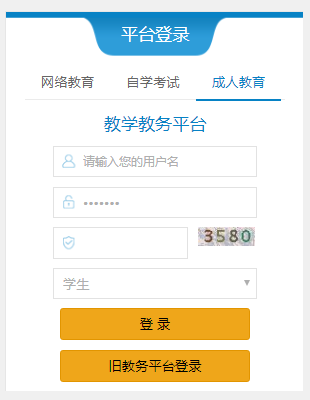 平台登录
网络教育 自学考试 成人教育
教学教务平台
请输入您的用户名
•••••••
3580
学生
登 录
旧教务平台登录